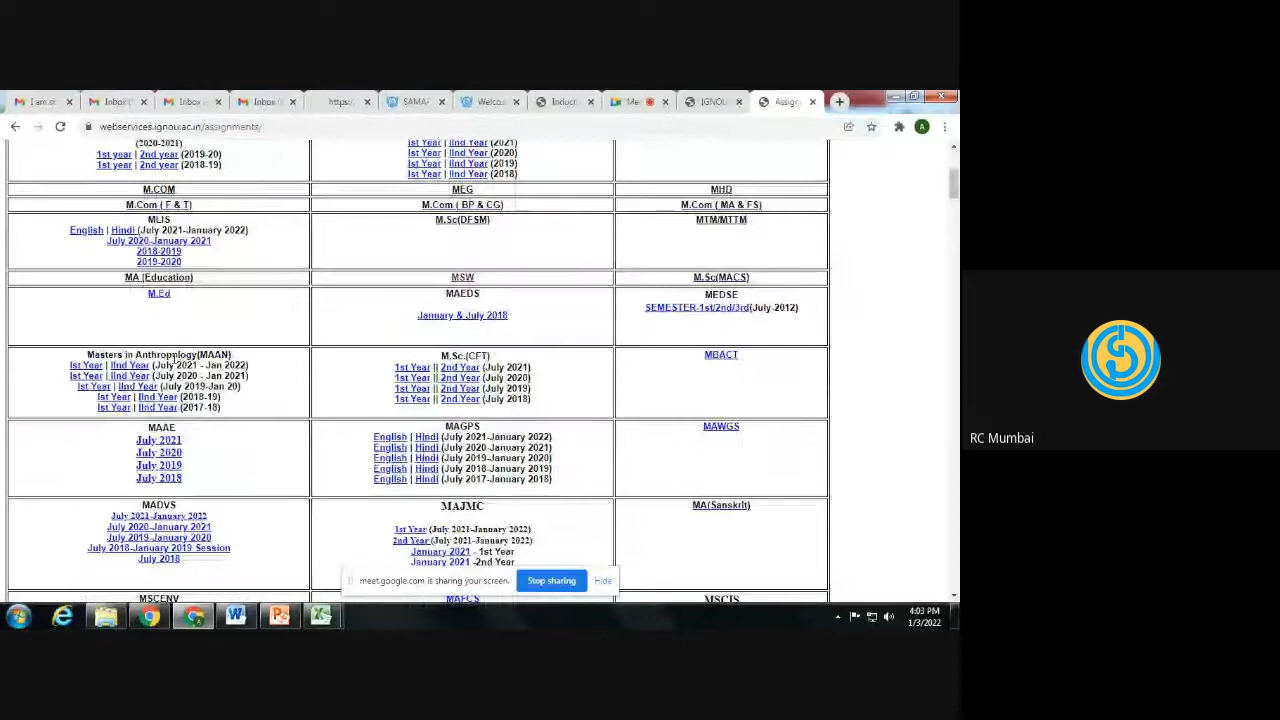 I am
Inbox
Inbox
Inbox
https:
SAMA
Welco
Induct
Me
IGNOU
Assign
webservices.ignou.ac.in/assignments/
(2020-2021)
1st year | 2nd year (2019-20)
1st year | 2nd year (2018-19)
Ist Year | IInd Year (2021)
Ist Year | IInd Year (2020)
Ist Year | IInd Year (2019)
Ist Year | IInd Year (2018)
M.COM
MEG
MHD
M.Com ( F & T)
M.Com ( BP & CG)
M.Com ( MA & FS)
MLIS
English | Hindi (July 2021-January 2022)
July 2020-January 2021
2018-2019
2019-2020
M.Sc(DFSM)
MTM/MTTM
MA (Education)
MSW
M.Sc(MACS)
M.Ed
MAEDS
January & July 2018
MEDSE
SEMESTER-1st/2nd/3rd(July-2012)
Masters in Anthropology(MAAN)
Ist Year | IInd Year (July 2021 - Jan 2022)
Ist Year | IInd Year (July 2020 - Jan 2021)
Ist Year | IInd Year (July 2019-Jan 20)
Ist Year | IInd Year (2018-19)
Ist Year | IInd Year (2017-18)
M.Sc.(CFT)
1st Year || 2nd Year (July 2021)
1st Year || 2nd Year (July 2020)
1st Year || 2nd Year (July 2019)
1st Year || 2nd Year (July 2018)
MBACT
MAAE
July 2021
July 2020
July 2019
July 2018
MAGPS
English | Hindi (July 2021-January 2022)
English | Hindi (July 2020-January 2021)
English | Hindi (July 2019-January 2020)
English | Hindi (July 2018-January 2019)
English | Hindi (July 2017-January 2018)
MAWGS
MADVS
July 2021-January 2022
July 2020-January 2021
July 2019-January 2020
July 2018-January 2019 Session
July 2018
MAJMC
1st Year (July 2021-January 2022)
2nd Year (July 2021-January 2022)
January 2021 - 1st Year
January 2021 -2nd Year
MA(Sanskrit)
meet.google.com is sharing your screen.
Stop sharing
Hide
MSCENV
MAFCS
MSCIS
4:03 PM
1/3/2022
RC Mumbai